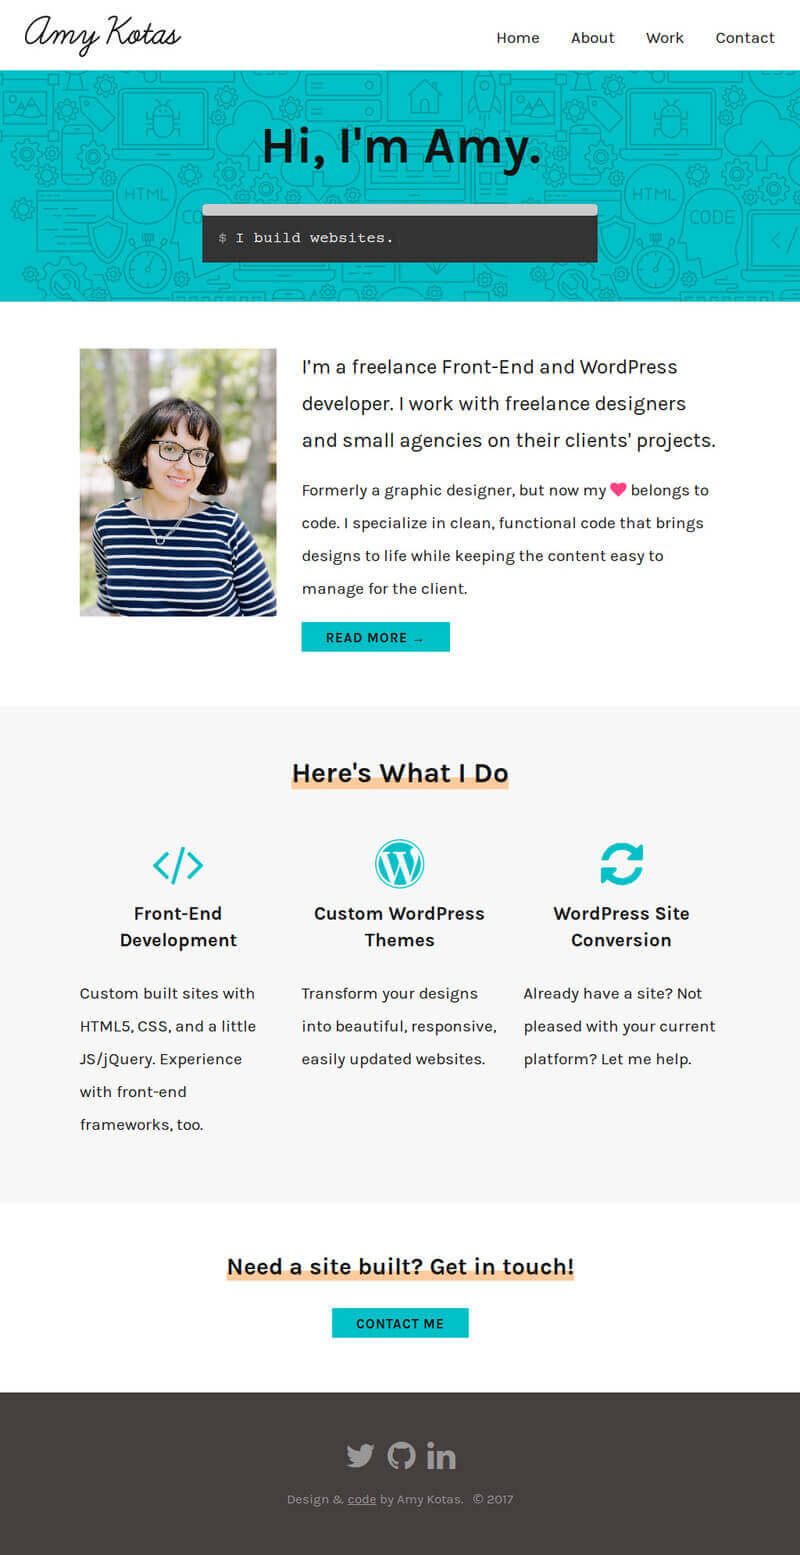 Amy Kotas
Home About Work Contact
HTML
HTML
CODE
Hi, I'm Amy.
$ I build websites.
I'm a freelance Front-End and WordPress
developer. I work with freelance designers
and small agencies on their clients' projects.
Formerly a graphic designer, but now my belongs to
code. I specialize in clean, functional code that brings
designs to life while keeping the content easy to
manage for the client.
READ MORE →
Here's What I Do
Front-End
Development
Custom built sites with
HTML5, CSS, and a little
JS/jQuery. Experience
with front-end
frameworks, too.
Custom WordPress
Themes
Transform your designs
into beautiful, responsive,
easily updated websites.
WordPress Site
Conversion
Already have a site? Not
pleased with your current
platform? Let me help.
Need a site built? Get in touch!
CONTACT ME
Design & code by Amy Kotas. © 2017